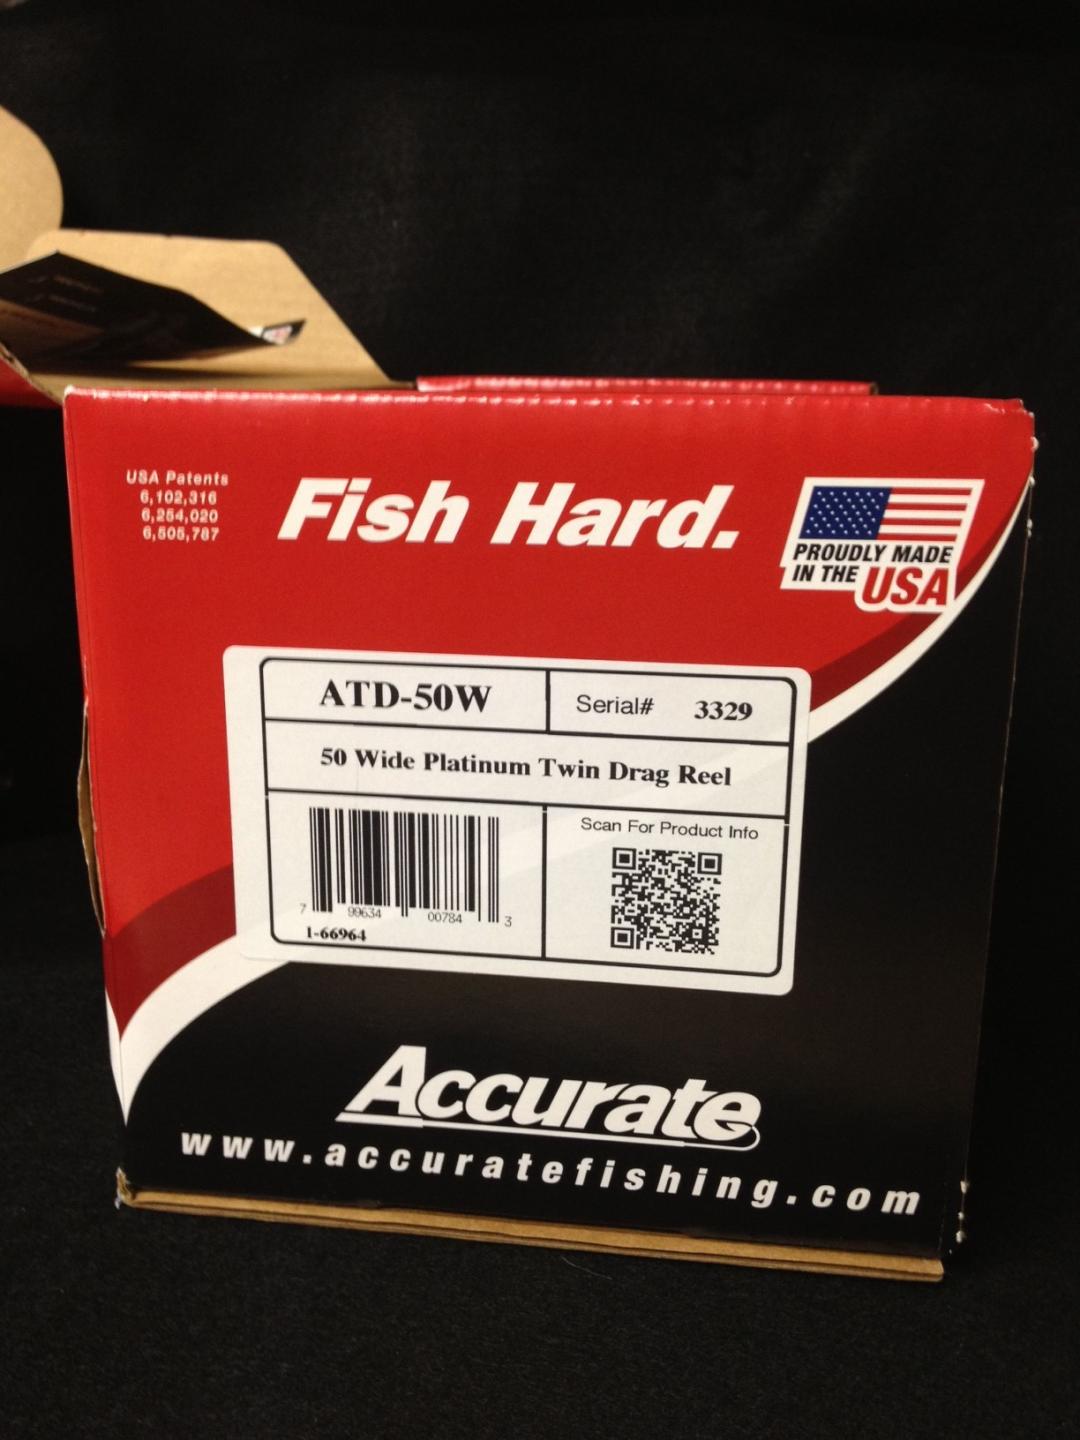 USA Patents
6,102,316
6,254,020
6,505,787
Fish Hard.
PROUDLY MADE
IN THE USA
ATD-50W
Serial# 3329
50 Wide Platinum Twin Drag Reel
7 99634 00784 3
1-66964
Scan For Product Info
Accurate
www.accuratefishing.com